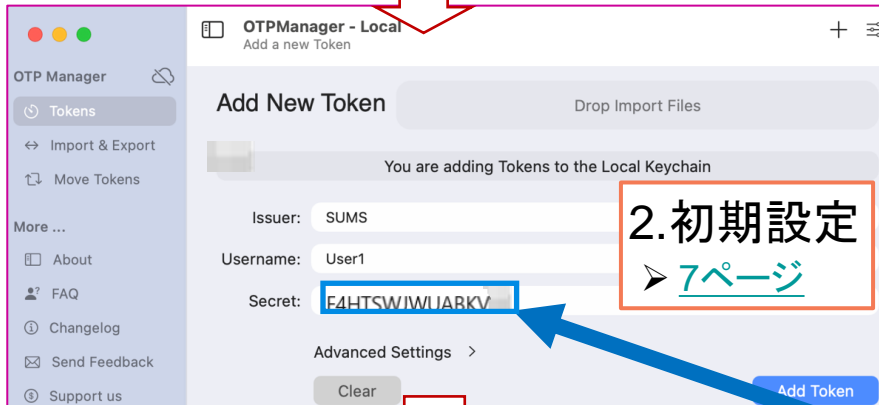 OTPManager - Local
Add a new Token
OTP Manager
Tokens
Import & Export
Move Tokens
More ...
About
FAQ
Changelog
Send Feedback
Support us
Add New Token
Drop Import Files
You are adding Tokens to the Local Keychain
Issuer: SUMS
Username: User1
Secret:
Advanced Settings >
Clear
Add Token
2.初期設定
➢ 7ページ